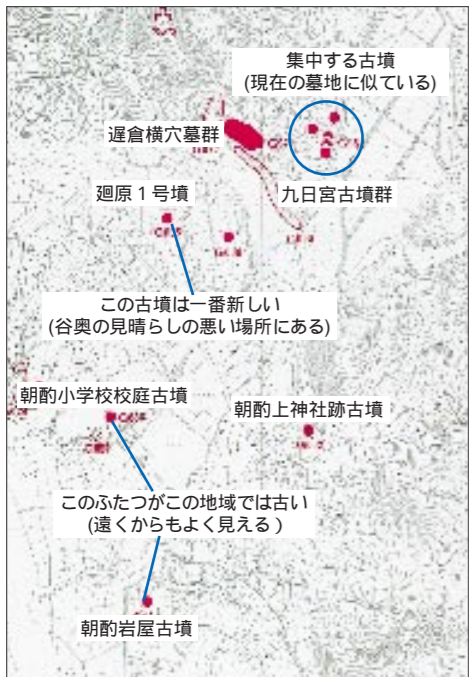 集中する古墳
(現在の墓地に似ている)
遅倉横穴墓群
九日宮古墳群
廻原１号墳
この古墳は一番新しい
(谷奥の見晴らしの悪い場所にある)
朝酌小学校校庭古墳
朝酌上神社跡古墳
このふたつがこの地域では古い
(遠くからもよく見える)
朝酌岩屋古墳